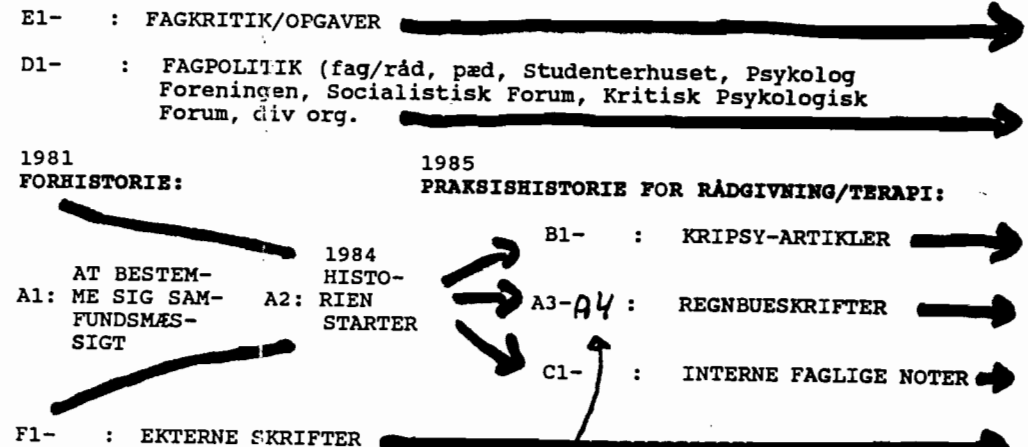 E1- : FAGKRITIK/OPGAVER
D1- : FAGPOLITIK (fag/råd, pæd, Studenterhuset, Psykolog
Foreningen, Socialistisk Forum, Kritisk Psykologisk
Forum, div org.
1981
FORHISTORIE:
1985
PRAKSISHISTORIE FOR RÅDGIVNING/TERAPI:
B1- : KRIPSY-ARTIKLER
A1: AT BESTEM-
ME SIG SAM-
FUNDSMÆS-
SIGT
1984
A2: HISTO-
RIEN
STARTER
A3-A4 : REGNBUESKRIFTER
C1- : INTERNE FAGLIGE NOTER
F1- : EKTERNE SKRIFTER